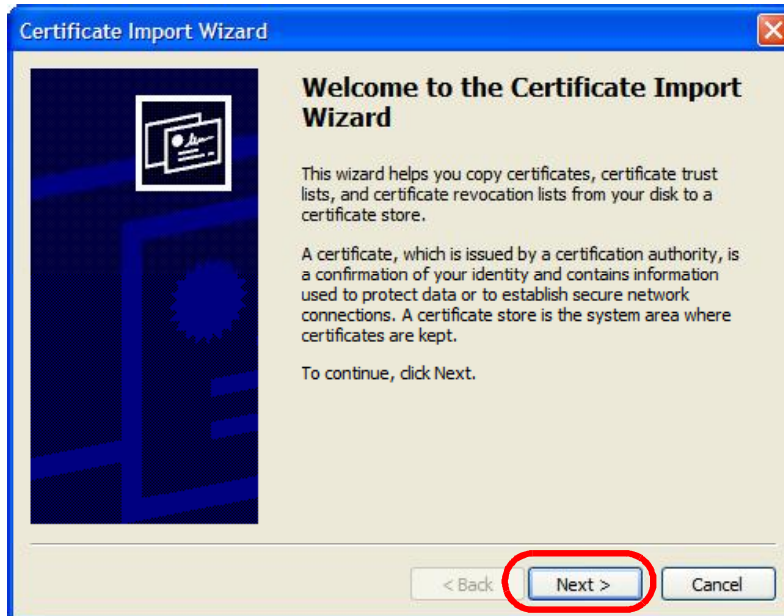 Certificate Import Wizard
Welcome to the Certificate Import
Wizard
This wizard helps you copy certificates, certificate trust
lists, and certificate revocation lists from your disk to a
certificate store.
A certificate, which is issued by a certification authority, is
a confirmation of your identity and contains information
used to protect data or to establish secure network
connections. A certificate store is the system area where
certificates are kept.
To continue, click Next.
< Back
Next >
Cancel